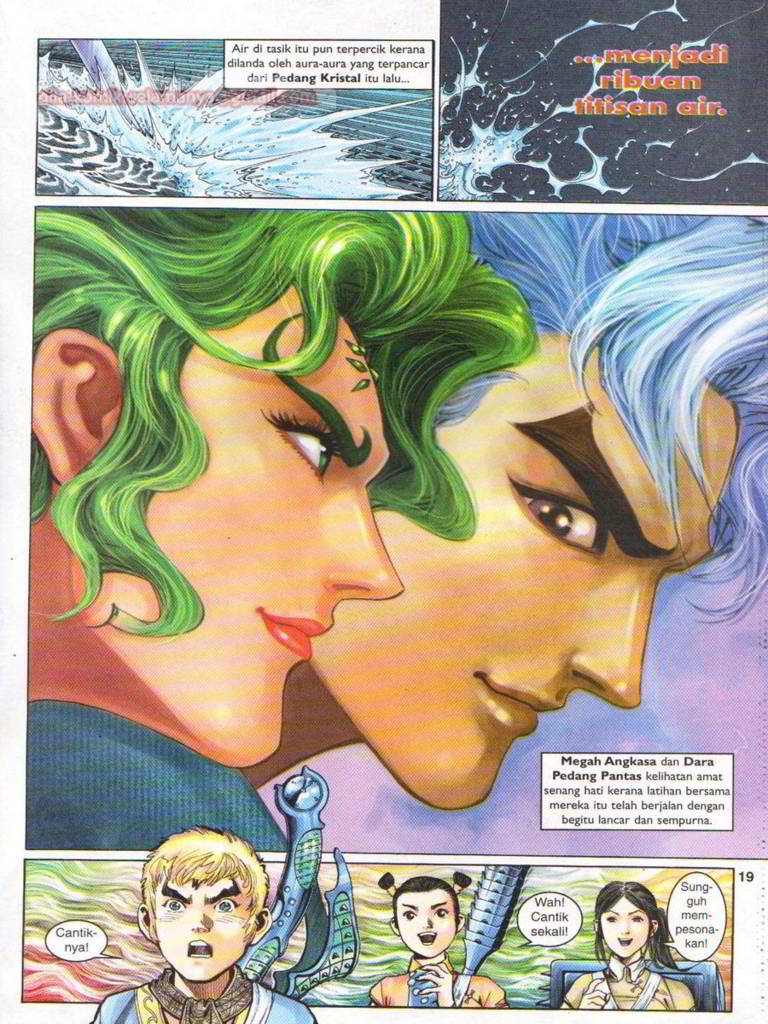 Air di tasik itu pun terpercik kerana
dilanda oleh aura-aura yang terpancar
dari Pedang Kristal itu lalu...
...menjadi
ribuan
titisan air.
Megah Angkasa dan Dara
Pedang Pantas kelihatan amat
senang hati kerana latihan bersama
mereka itu telah berjalan dengan
begitu lancar dan sempurna.
19
Cantik-
nya!
Wah!
Cantik
sekali!
Sung-
guh
mem-
pesona-
kan!